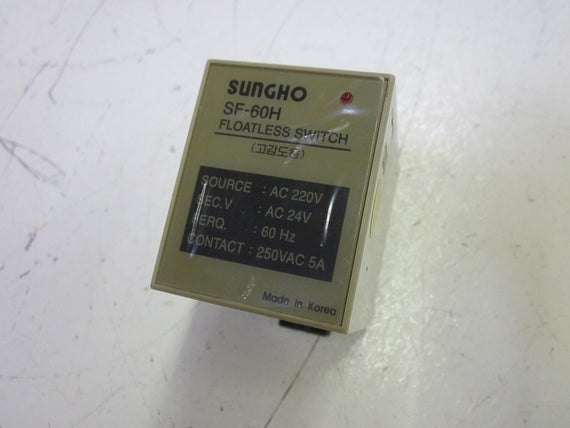 SUNGHO
SF-60H
FLOATLESS SWITCH
(고감도용)
SOURCE : AC 220V
SEC.V : AC 24V
FERQ. : 60 Hz
CONTACT : 250VAC 5A
Made in Korea